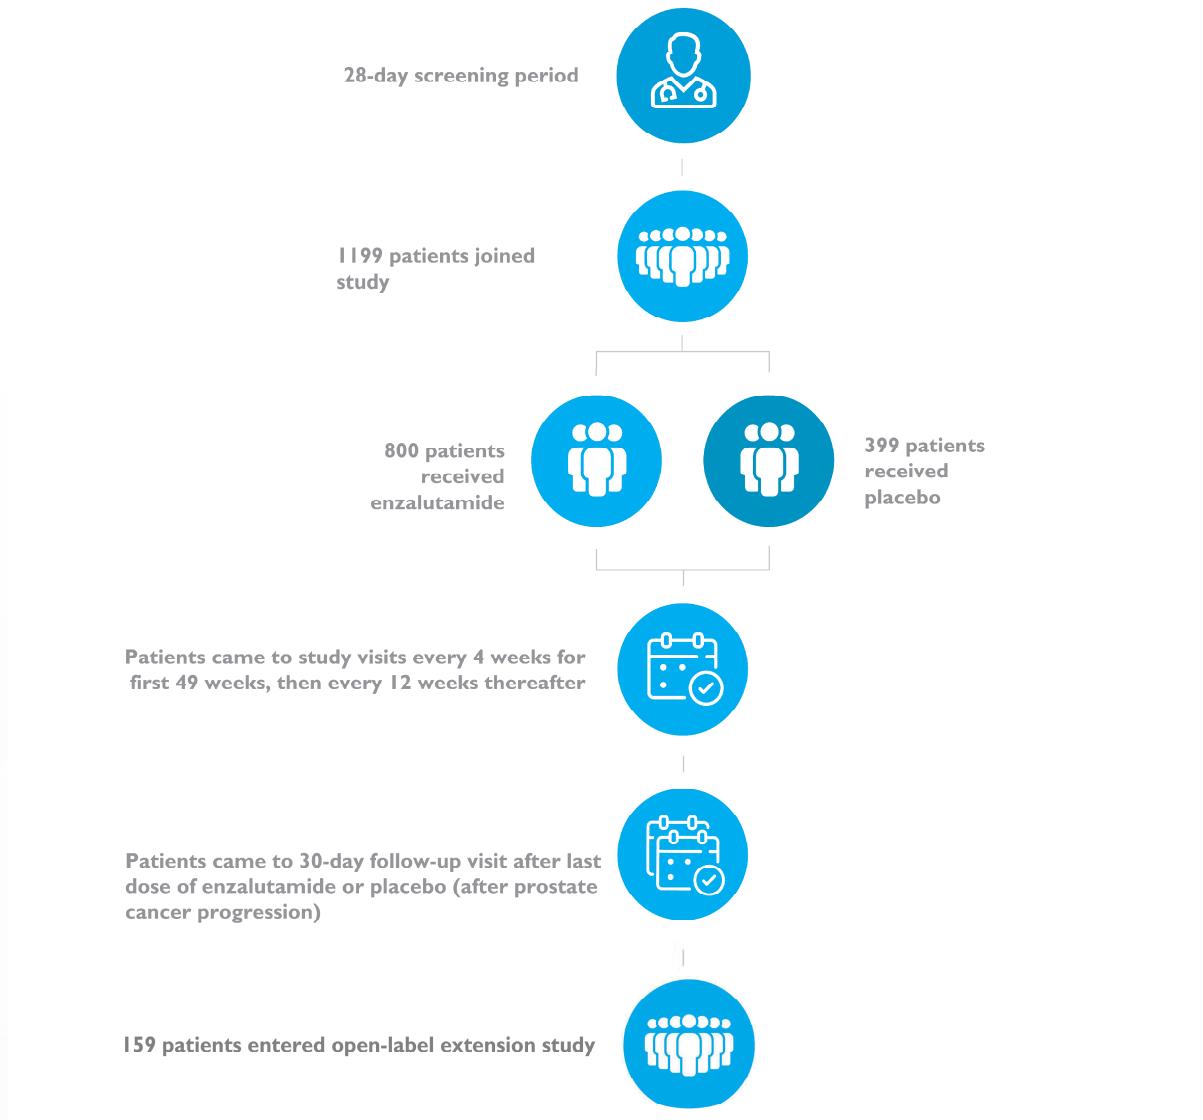 28-day screening period
1199 patients joined
study
800 patients
received
enzalutamide
399 patients
received
placebo
Patients came to study visits every 4 weeks for
first 49 weeks, then every 12 weeks thereafter
Patients came to 30-day follow-up visit after last
dose of enzalutamide or placebo (after prostate
cancer progression)
159 patients entered open-label extension study